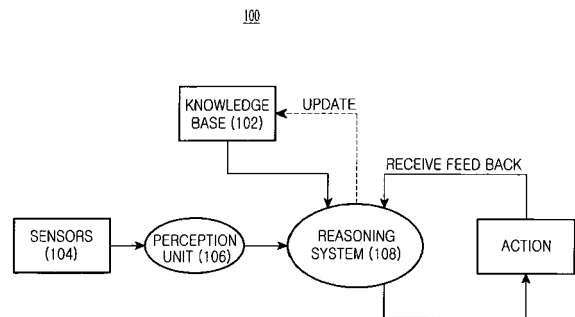 100
KNOWLEDGE
BASE (102)
UPDATE
RECEIVE FEED BACK
SENSORS
(104)
PERCEPTION
UNIT (106)
REASONING
SYSTEM (108)
ACTION